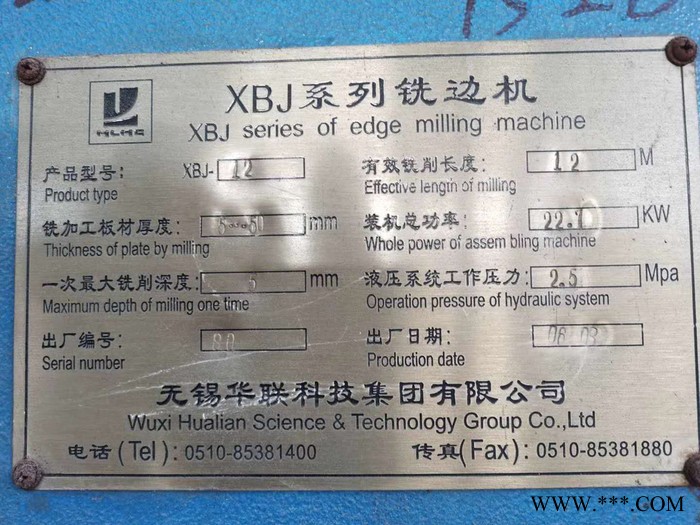 HLHG
XBJ系列铣边机
XBJ series of edge milling machine
产品型号: XBJ- 12
Product type
有效铣削长度: 12 M
Effective length of milling
铣加工板材厚度: mm
Thickness of plate by milling
装机总功率: KW
Whole power of assem bling machine
一次最大铣削深度: 5 mm
Maximum depth of milling one time
液压系统工作压力: 2.5 Mpa
Operation pressure of hydraulic system
出厂编号:
Serial number
出厂日期:
Production date
无锡华联科技集团有限公司
Wuxi Hualian Science & Technology Group Co.,Ltd
电话(Tel): 0510-85381400 传真(Fax): 0510-85381880
WWW.***.COM